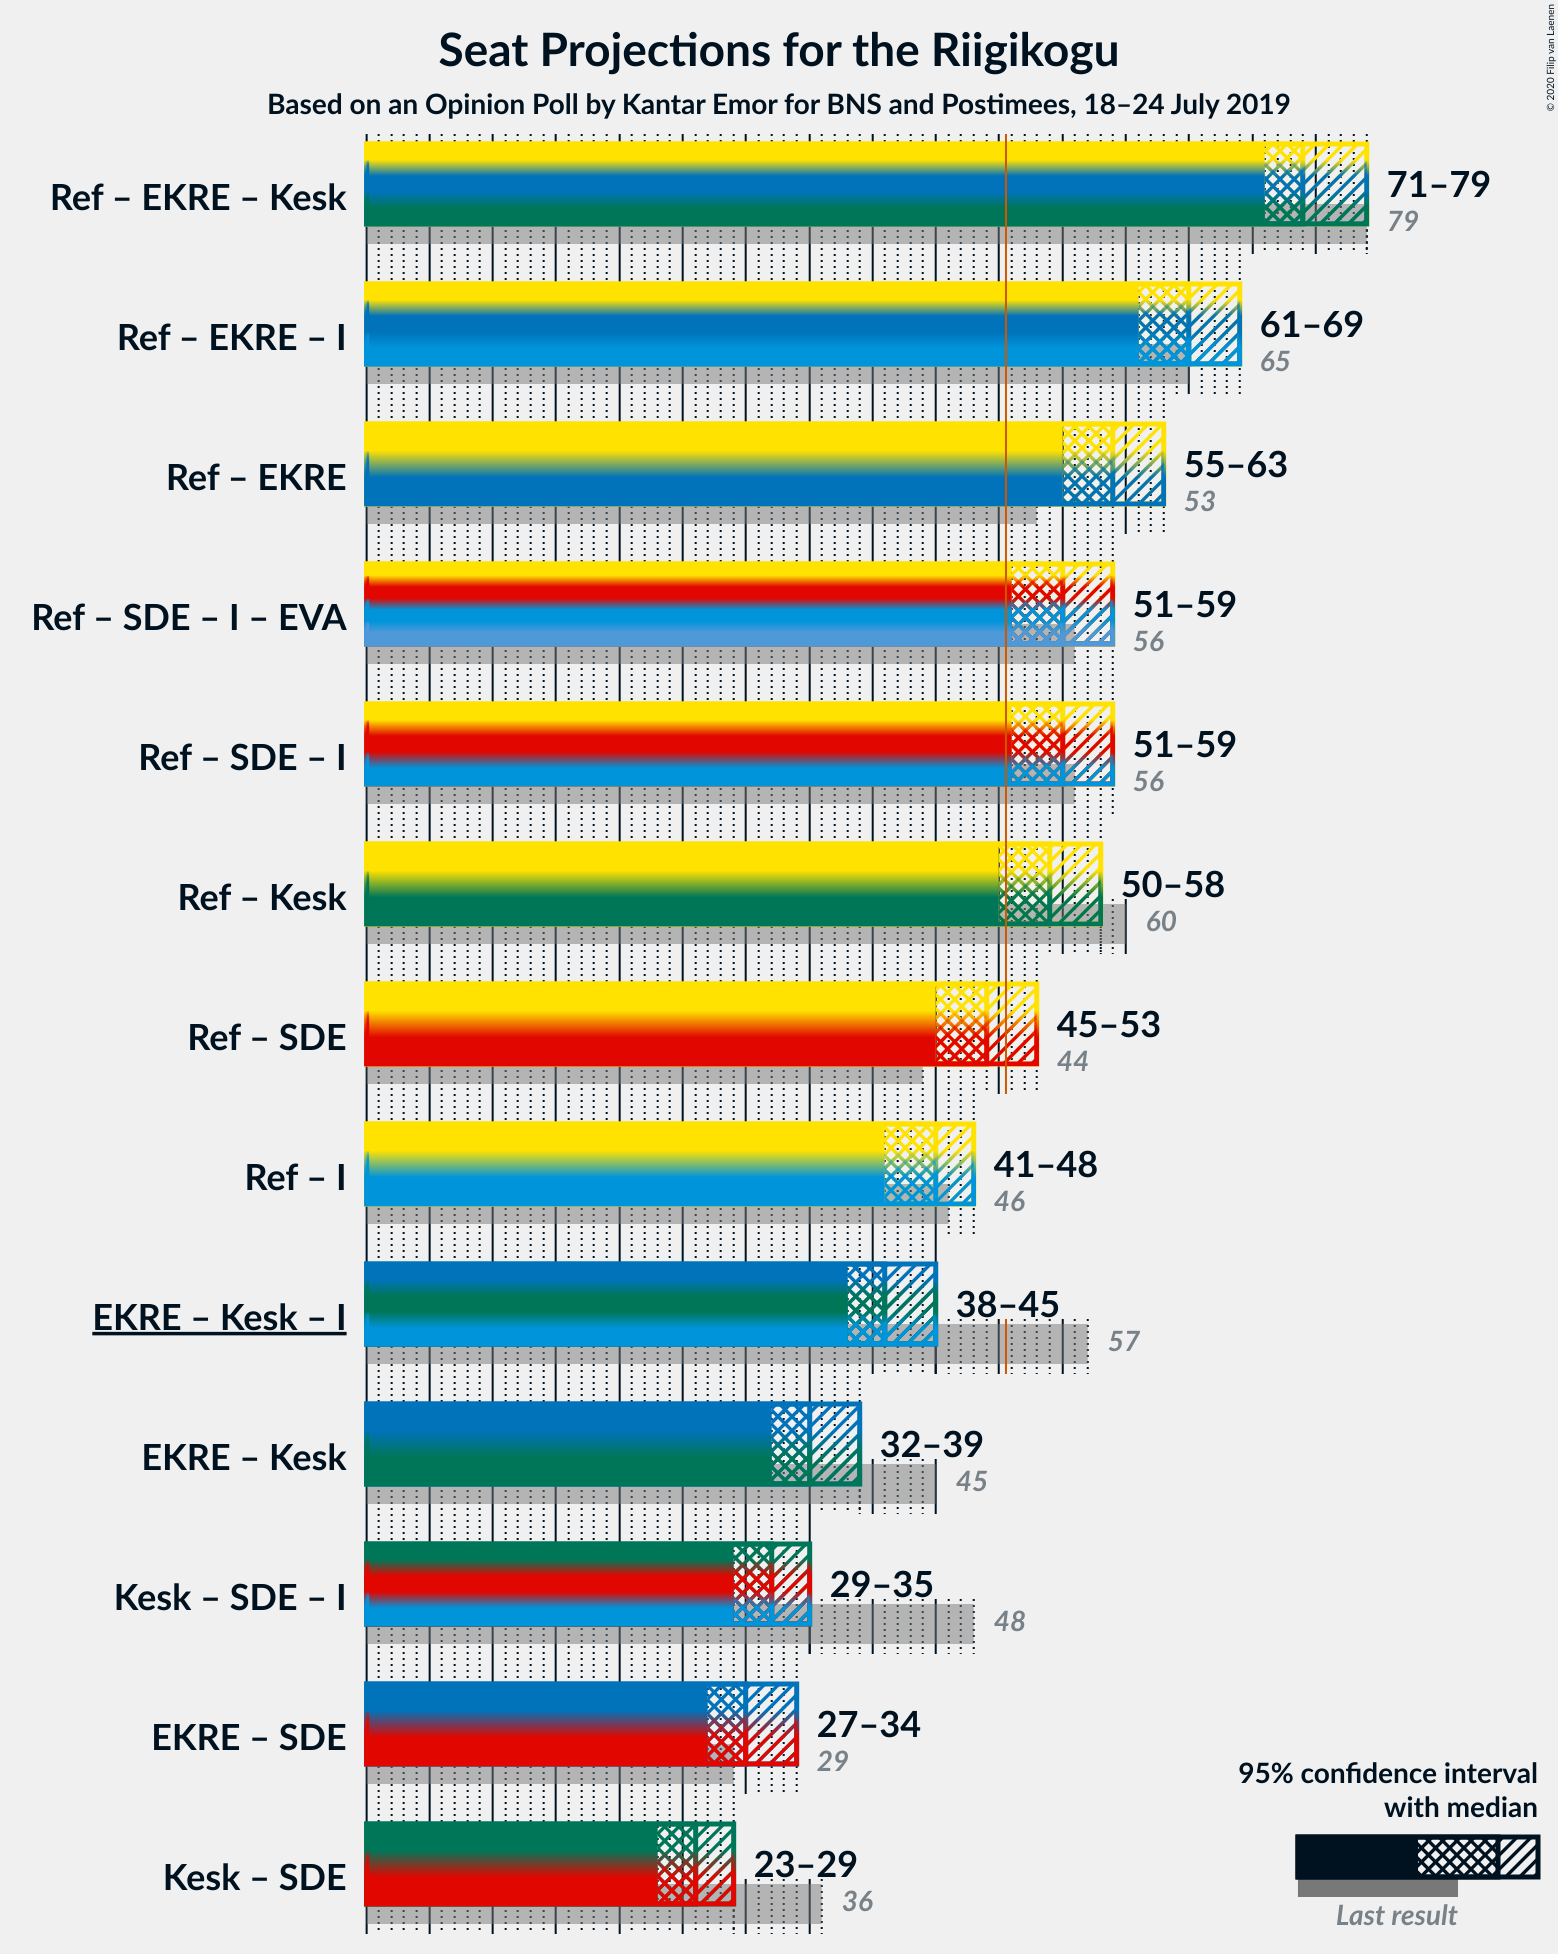 Seat Projections for the Riigikogu
Based on an Opinion Poll by Kantar Emor for BNS and Postimees, 18–24 July 2019
© 2020 Filip van Laenen
Ref – EKRE – Kesk
71–79
79
Ref – EKRE – I
61–69
65
Ref – EKRE
55–63
53
Ref – SDE – I – EVA
51–59
56
Ref – SDE – I
51–59
56
Ref – Kesk
50–58
60
Ref – SDE
45–53
44
Ref – I
41–48
46
EKRE – Kesk – I
38–45
57
EKRE – Kesk
32–39
45
Kesk – SDE – I
29–35
48
EKRE – SDE
27–34
29
Kesk – SDE
23–29
36
95% confidence interval
with median
Last result